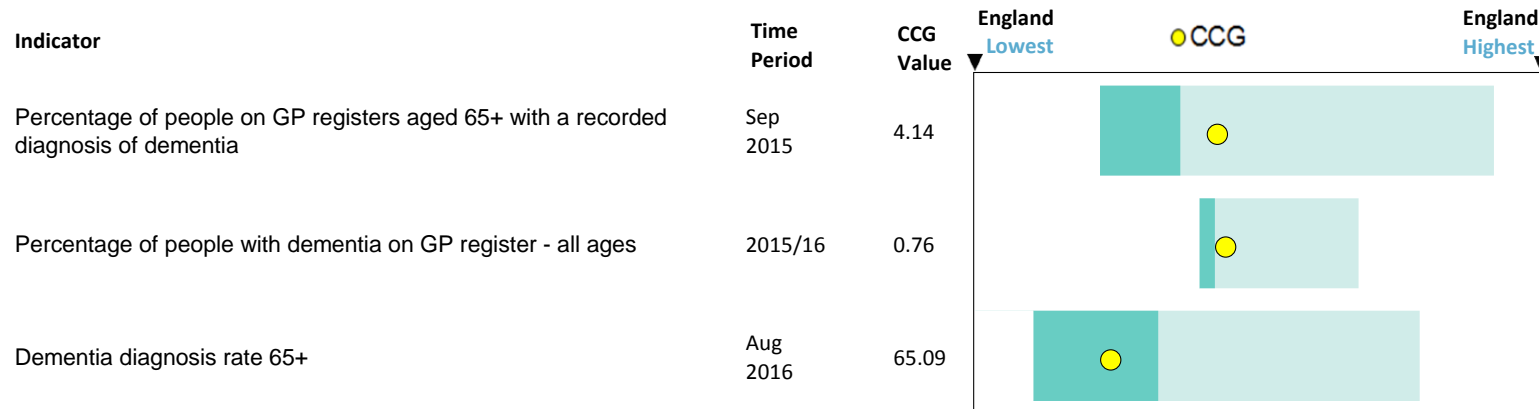 Indicator
Time Period
CCG Value
England Lowest
CCG
England Highest
Percentage of people on GP registers aged 65+ with a recorded
diagnosis of dementia
Sep
2015
4.14
Percentage of people with dementia on GP register - all ages
2015/16
0.76
Dementia diagnosis rate 65+
Aug
2016
65.09